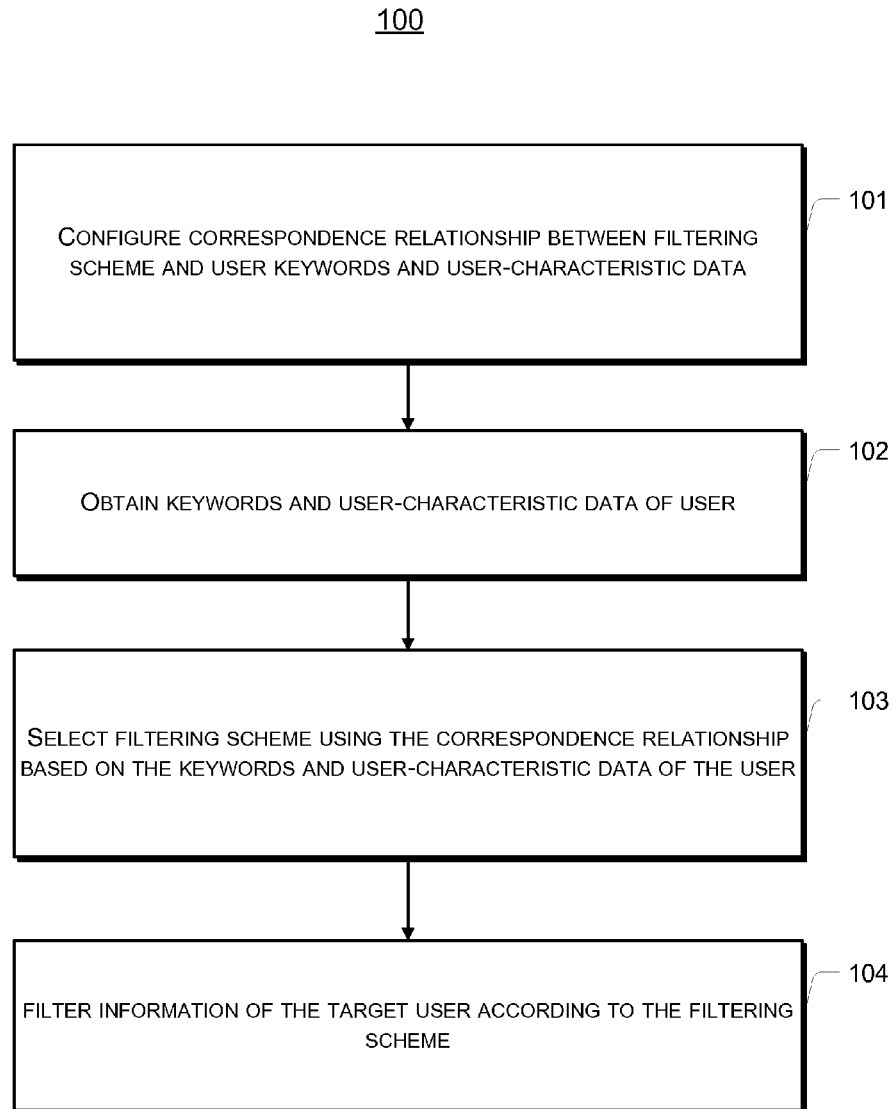 100
CONFIGURE CORRESPONDENCE RELATIONSHIP BETWEEN FILTERING
SCHEME AND USER KEYWORDS AND USER-CHARACTERISTIC DATA
101
OBTAIN KEYWORDS AND USER-CHARACTERISTIC DATA OF USER
102
SELECT FILTERING SCHEME USING THE CORRESPONDENCE RELATIONSHIP
BASED ON THE KEYWORDS AND USER-CHARACTERISTIC DATA OF THE USER
103
FILTER INFORMATION OF THE TARGET USER ACCORDING TO THE FILTERING
SCHEME
104